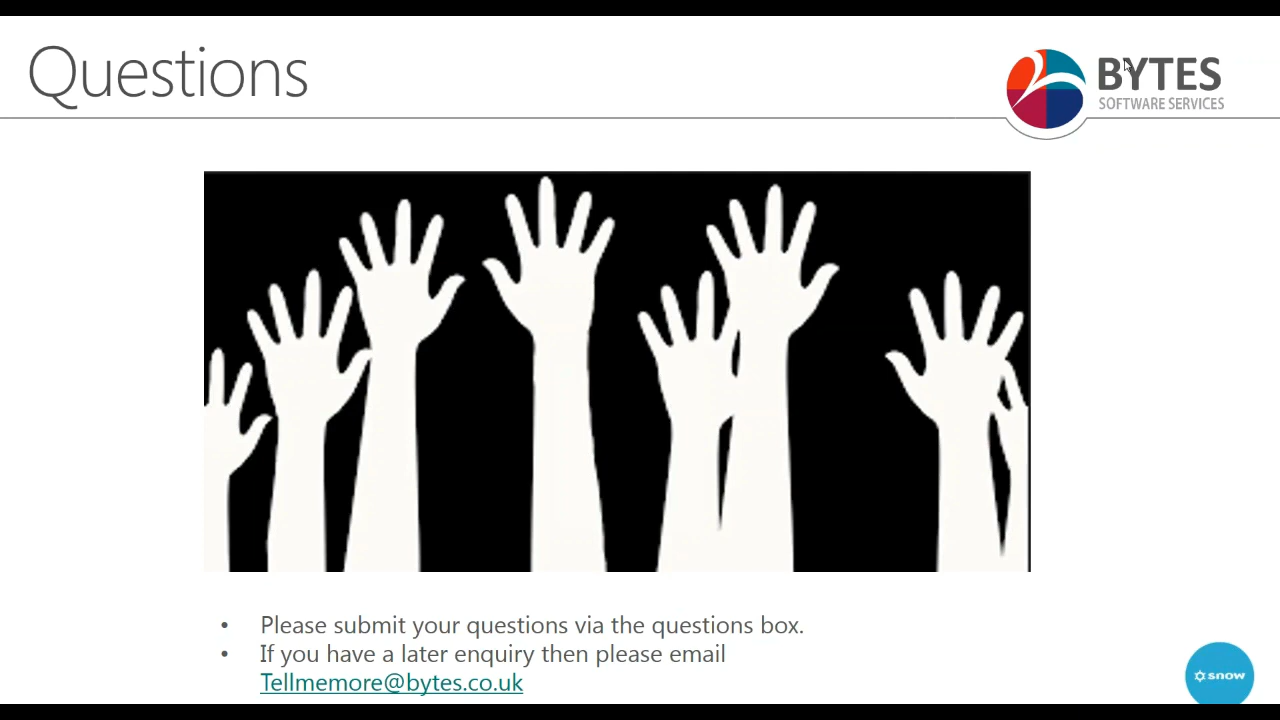 Questions
BYTES
SOFTWARE SERVICES
• Please submit your questions via the questions box.
• If you have a later enquiry then please email
Tellmemore@bytes.co.uk
snow